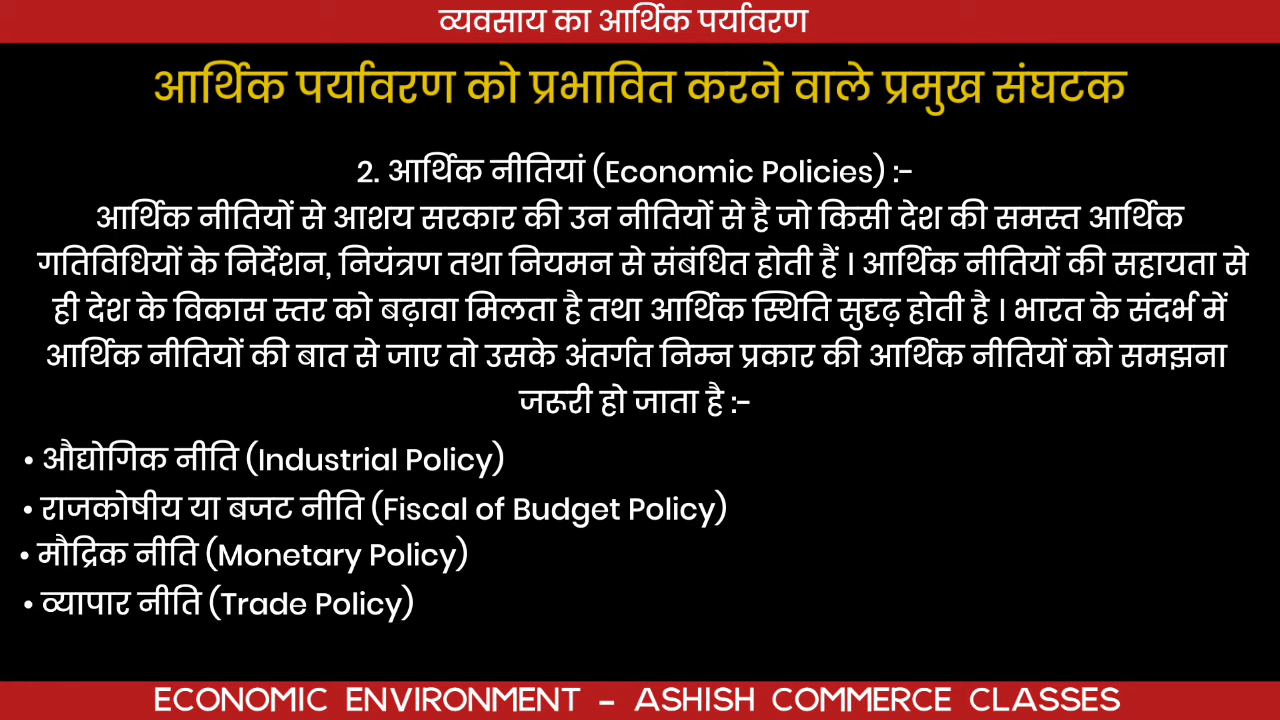 व्यवसाय का आर्थिक पर्यावरण
आर्थिक पर्यावरण को प्रभावित करने वाले प्रमुख संघटक
2. आर्थिक नीतियां (Economic Policies) :-
आर्थिक नीतियों से आशय सरकार की उन नीतियों से है जो किसी देश की समस्त आर्थिक
गतिविधियों के निर्देशन, नियंत्रण तथा नियमन से संबंधित होती हैं । आर्थिक नीतियों की सहायता से
ही देश के विकास स्तर को बढ़ावा मिलता है तथा आर्थिक स्थिति सुदृढ़ होती है । भारत के संदर्भ में
आर्थिक नीतियों की बात से जाए तो उसके अंतर्गत निम्न प्रकार की आर्थिक नीतियों को समझना
जरूरी हो जाता है :-
• औद्योगिक नीति (Industrial Policy)
• राजकोषीय या बजट नीति (Fiscal of Budget Policy)
• मौद्रिक नीति (Monetary Policy)
• व्यापार नीति (Trade Policy)
ECONOMIC ENVIRONMENT - ASHISH COMMERCE CLASSES